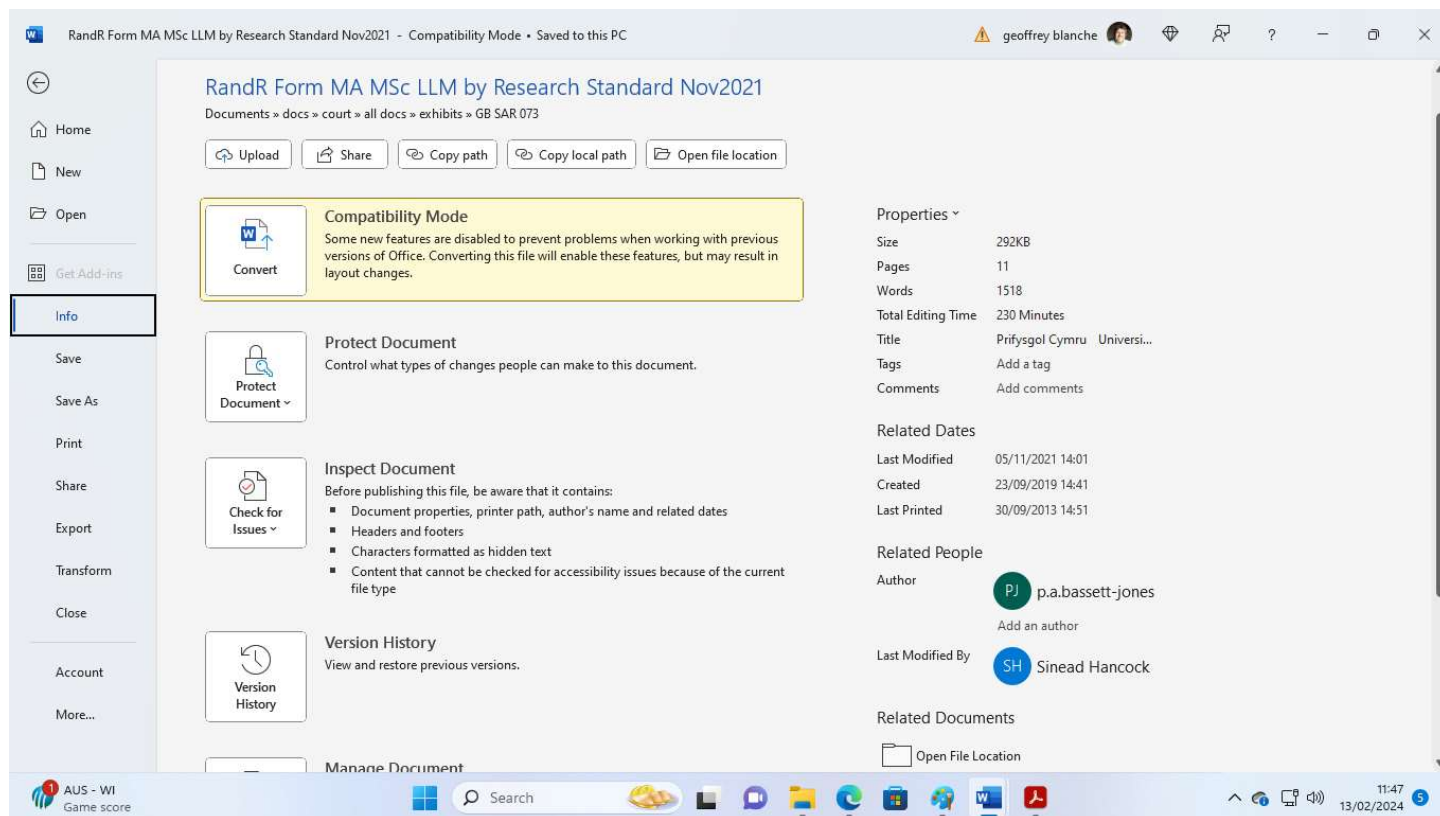 RandR Form MA MSc LLM by Research Standard Nov2021 - Compatibility Mode • Saved to this PC
geoffrey blanche
?
RandR Form MA MSc LLM by Research Standard Nov2021
Documents » docs » court » all docs » exhibits » GB SAR 073
Upload
Share
Copy path
Copy local path
Open file location
Home
New
Open
Get Add-ins
Info
Save
Save As
Print
Share
Export
Transform
Close
Account
More...
Convert
Compatibility Mode
Some new features are disabled to prevent problems when working with previous
versions of Office. Converting this file will enable these features, but may result in
layout changes.
Protect
Document
Protect Document
Control what types of changes people can make to this document.
Check for
Issues
Inspect Document
Before publishing this file, be aware that it contains:
▪ Document properties, printer path, author's name and related dates
▪ Headers and footers
▪ Characters formatted as hidden text
▪ Content that cannot be checked for accessibility issues because of the current
file type
Version
History
Version History
View and restore previous versions.
Manage Document
Properties
Size 292KB
Pages 11
Words 1518
Total Editing Time 230 Minutes
Title Prifysgol Cymru Universi...
Tags Add a tag
Comments Add comments
Related Dates
Last Modified 05/11/2021 14:01
Created 23/09/2019 14:41
Last Printed 30/09/2013 14:51
Related People
Author PJ p.a.bassett-jones
Add an author
Last Modified By SH Sinead Hancock
Related Documents
Open File Location
1
AUS - WI
Game score
Search
11:47
13/02/2024
5